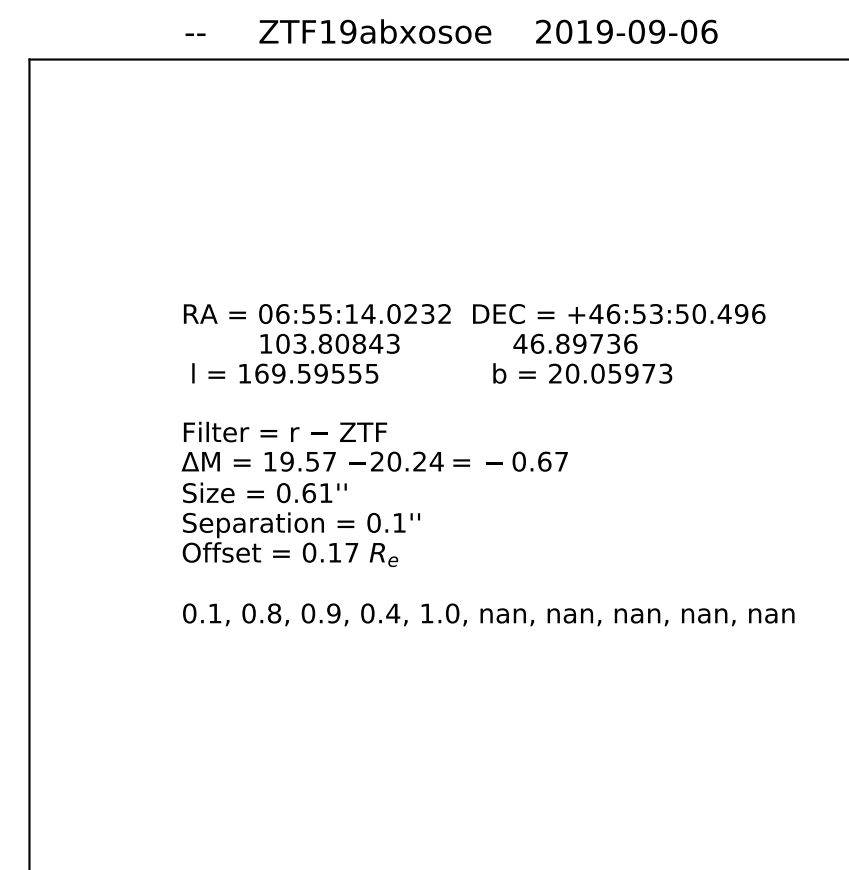 -- ZTF19abxosoe 2019-09-06
RA = 06:55:14.0232 DEC = +46:53:50.496
103.80843 46.89736
l = 169.59555 b = 20.05973
Filter = r − ZTF
ΔM = 19.57 −20.24 = − 0.67
Size = 0.61''
Separation = 0.1''
Offset = 0.17 Rₑ
0.1, 0.8, 0.9, 0.4, 1.0, nan, nan, nan, nan, nan